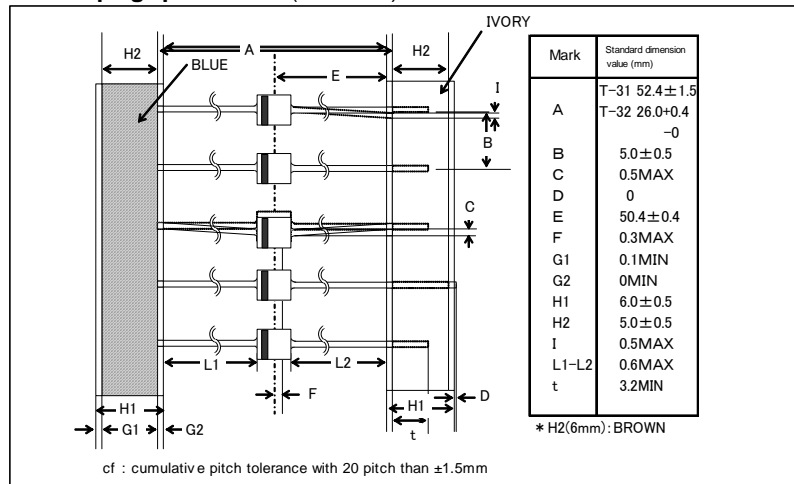 IVORY
H2
A
H2
BLUE
E
I
B
C
L1
L2
F
H1
D
H1
G1
G2
t
cf : cumulative pitch tolerance with 20 pitch than ±1.5mm
Mark Standard dimension value (mm)
A T-31 52.4±1.5
T-32 26.0+0.4
-0
B 5.0±0.5
C 0.5MAX
D 0
E 50.4±0.4
F 0.3MAX
G1 0.1MIN
G2 0MIN
H1 6.0±0.5
H2 5.0±0.5
I 0.5MAX
L1-L2 0.6MAX
t 3.2MIN
* H2(6mm): BROWN